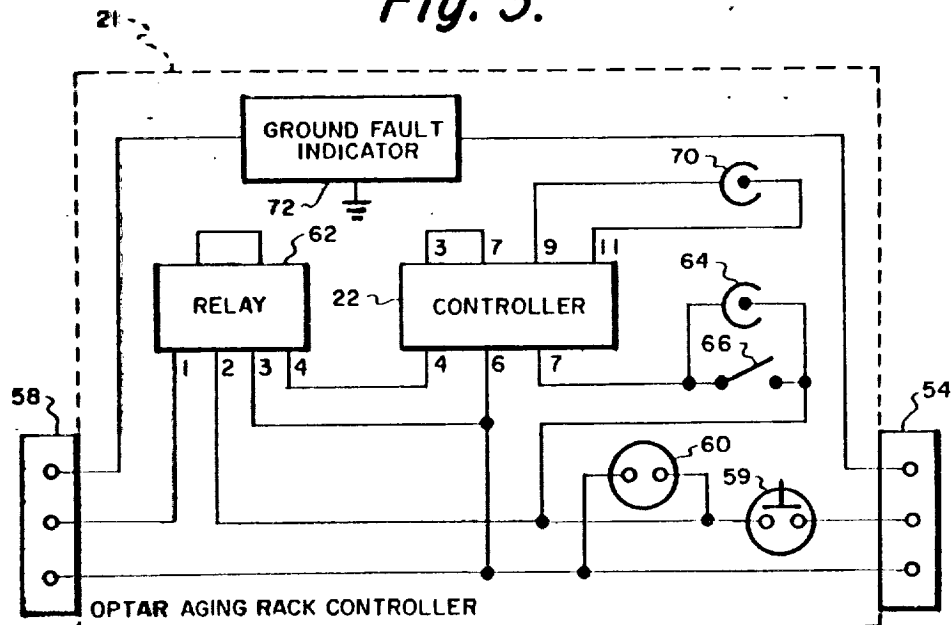 Fig. 3.
21
GROUND FAULT
INDICATOR
70
72
62
3 7 9 11
64
RELAY
22
CONTROLLER
66
1 2 3 4
4 6 7
58
54
60
59
OPTAR AGING RACK CONTROLLER